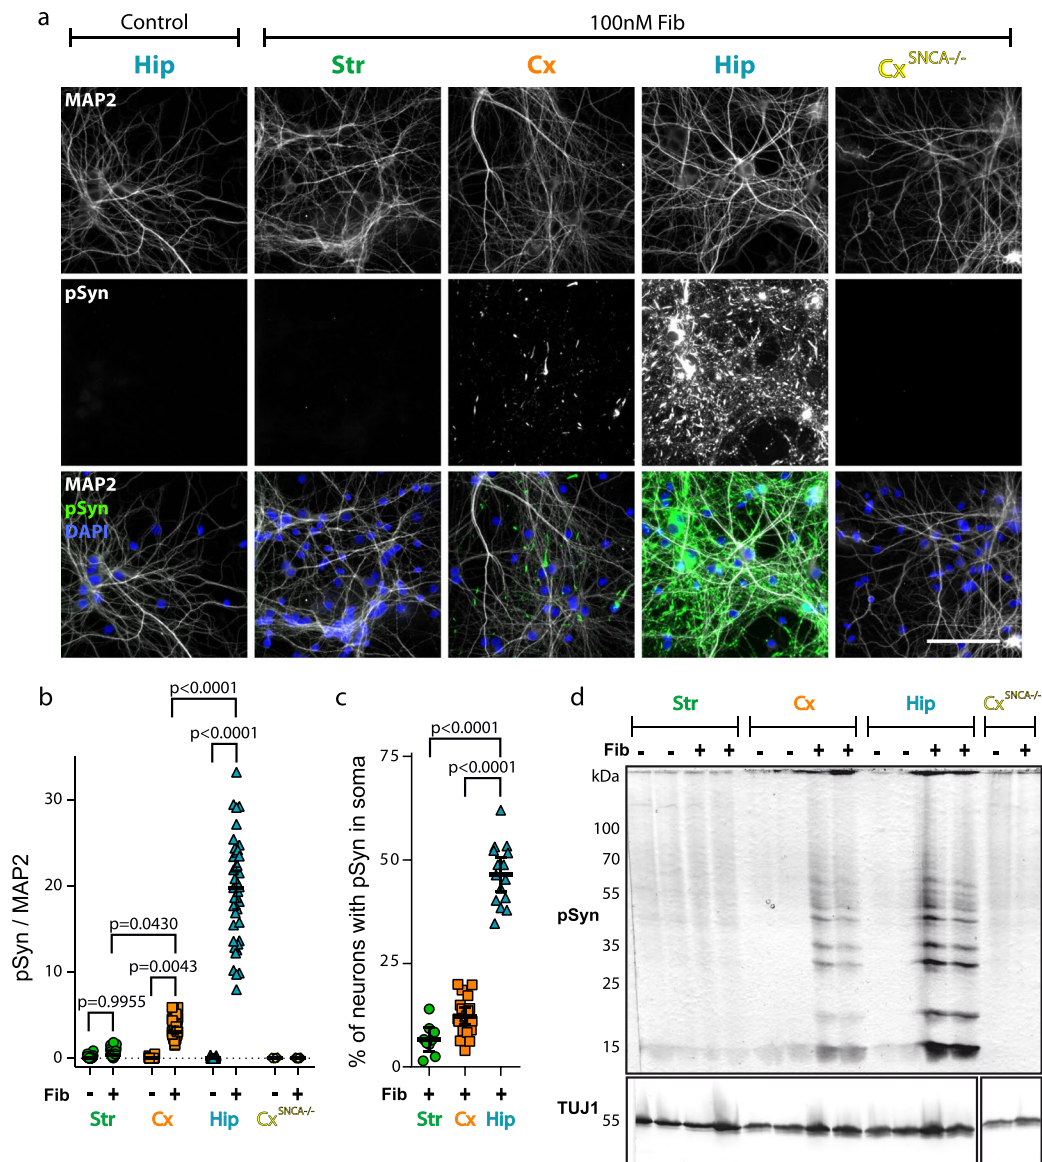 a
Control
100nM Fib
Hip
Str
Cx
Hip
Cx SNCA-/-
MAP2
pSyn
MAP2
pSyn
DAPI
b
p<0.0001
p<0.0001
p=0.0430
p=0.0043
p=0.9955
pSyn / MAP2
30
20
10
0
Fib - + - + - + - +
Str Cx Hip Cx SNCA-/-
c
p<0.0001
p<0.0001
% of neurons with pSyn in soma
75
50
25
0
Fib + + +
Str Cx Hip
d
Str Cx Hip Cx SNCA-/-
Fib - - + + - - + + - - + + - +
kDa
100
70
55
pSyn
35
25
15
TUJ1 55